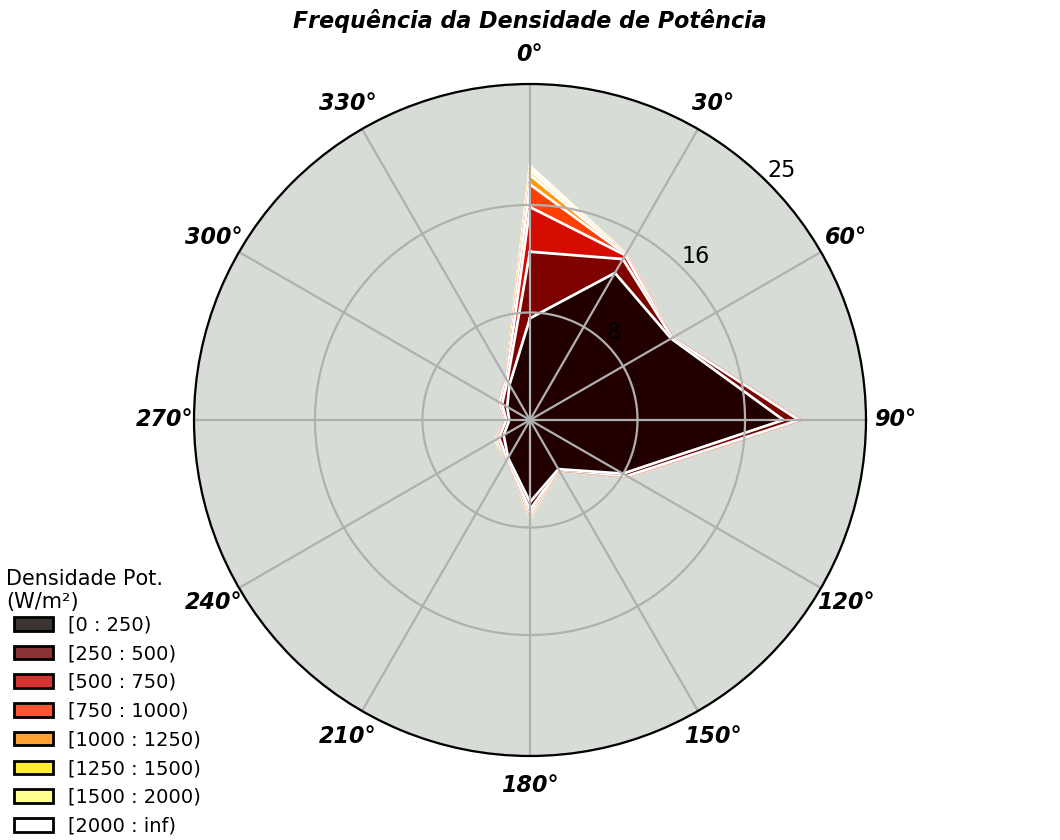 Frequência da Densidade de Potência
0°
330°
30°
25
300°
60°
16
8
270°
90°
240°
120°
210°
150°
180°
Densidade Pot.
(W/m²)
[0 : 250)
[250 : 500)
[500 : 750)
[750 : 1000)
[1000 : 1250)
[1250 : 1500)
[1500 : 2000)
[2000 : inf)